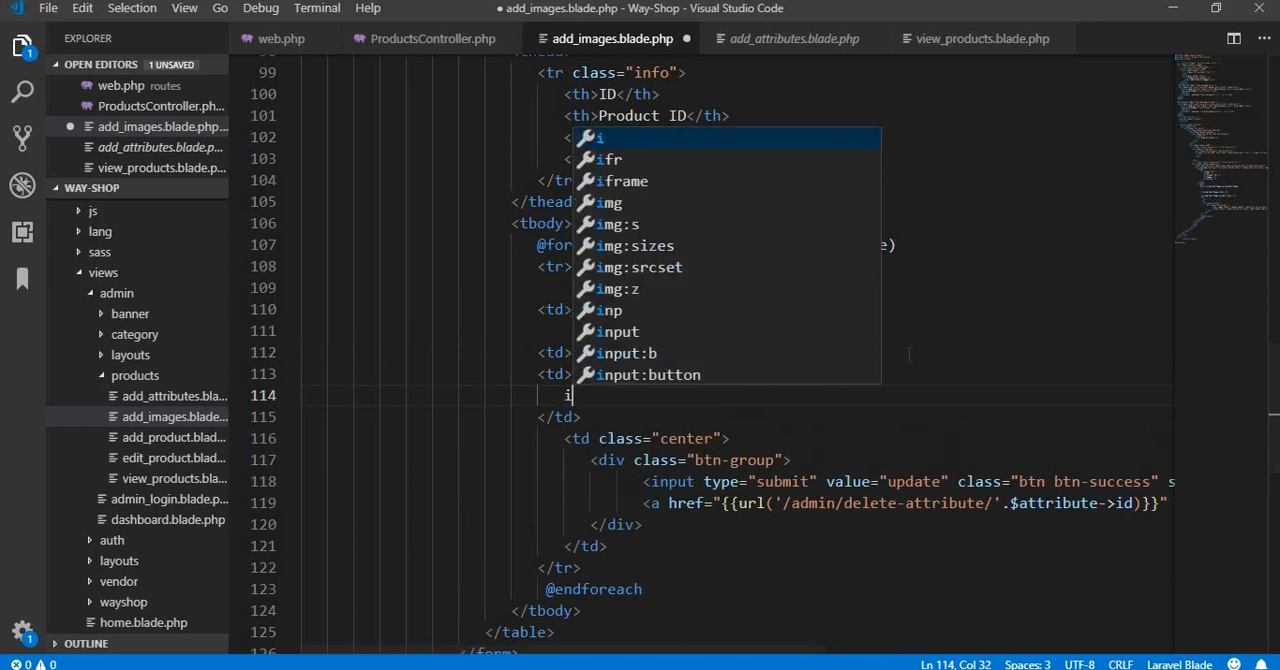 File Edit Selection View Go Debug Terminal Help ● add_images.blade.php - Way-Shop - Visual Studio Code
EXPLORER
web.php ProductsController.php add_images.blade.php ● add_attributes.blade.php view_products.blade.php
OPEN EDITORS 1 UNSAVED
web.php routes
ProductsController.ph...
● add_images.blade.php...
add_attributes.blade.p...
view_products.blade.p...
WAY-SHOP
js
lang
sass
views
admin
banner
category
layouts
products
add_attributes.bla...
add_images.blade...
add_product.blad...
edit_product.blad...
view_products.bla...
admin_login.blade.p...
dashboard.blade.php
auth
layouts
vendor
wayshop
home.blade.php
OUTLINE
1
1
99 <tr class="info">
100 <th>ID</th>
101 <th>Product ID</th>
102 <
103 <
104 </tr
105 </thead
106 <tbody>
107 @for e)
108 <tr>
109
110 <td>
111
112 <td>
113 <td>
114 i
115 </td>
116 <td class="center">
117 <div class="btn-group">
118 <input type="submit" value="update" class="btn btn-success" s
119 <a href="{{url('/admin/delete-attribute/'.$attribute->id)}}"
120 </div>
121 </td>
122 </tr>
123 @endforeach
124 </tbody>
125 </table>
126 </form>
i
ifr
iframe
img
img:s
img:sizes
img:srcset
img:z
inp
input
input:b
input:button
0 0 Ln 114, Col 32 Spaces: 3 UTF-8 CRLF Laravel Blade